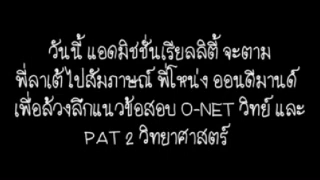 วันนี้ แอดมิชชั่นเรียลลิตี้ จะตาม
พี่ลาเต้ไปสัมภาษณ์ พี่โหน่ง ออนดีมานด์
เพื่อล้วงลึกแนวข้อสอบ O-NET วิทย์ และ
PAT 2 วิทยาศาสตร์